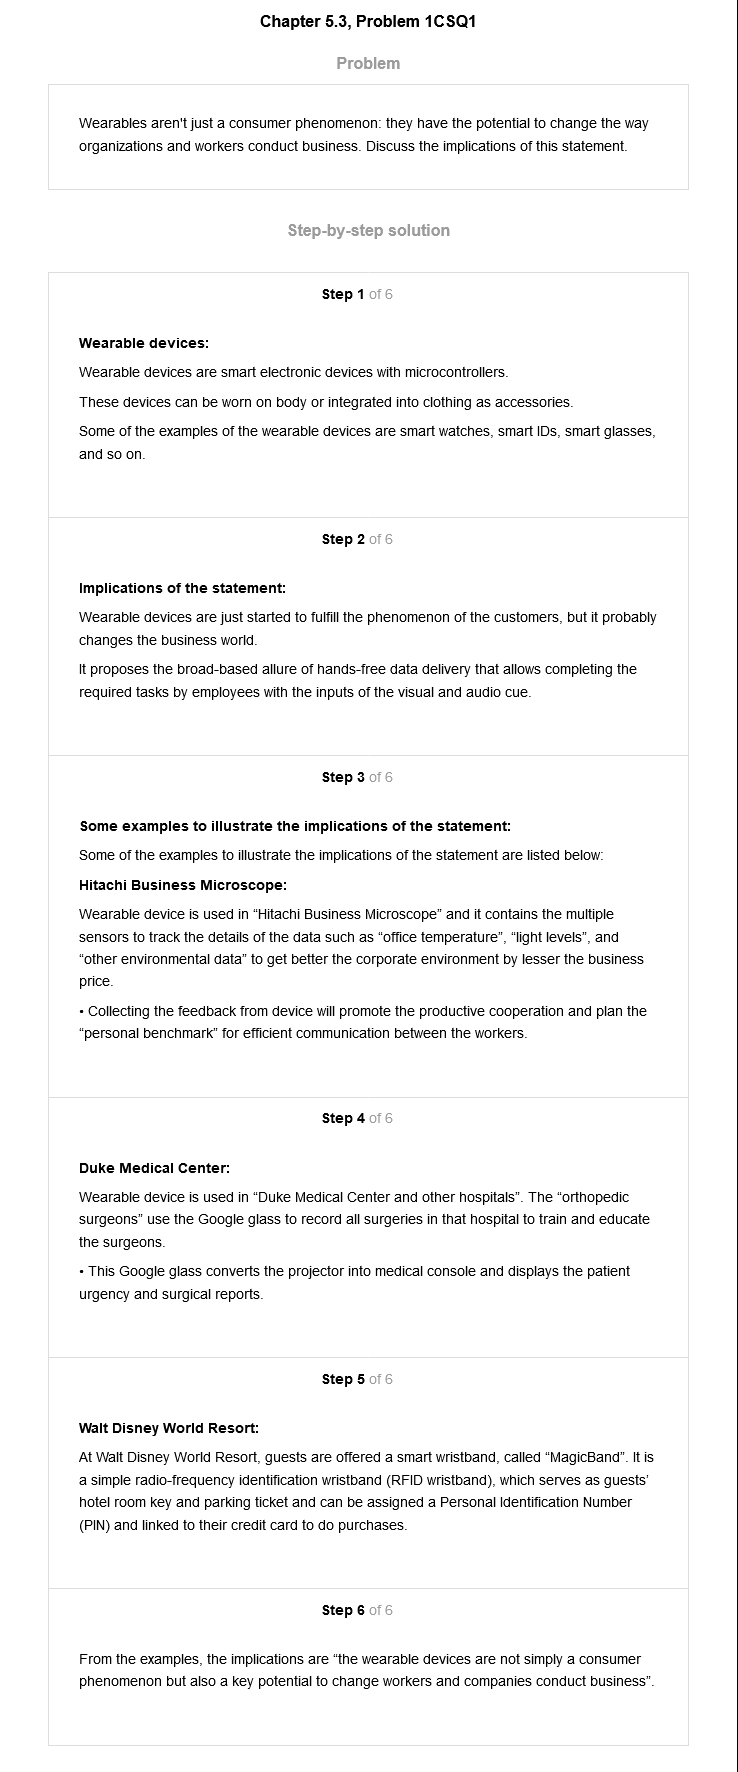 Chapter 5.3, Problem 1CSQ1
Problem
Wearables aren't just a consumer phenomenon: they have the potential to change the way
organizations and workers conduct business. Discuss the implications of this statement.
Step-by-step solution
Step 1 of 6
Wearable devices:
Wearable devices are smart electronic devices with microcontrollers.
These devices can be worn on body or integrated into clothing as accessories.
Some of the examples of the wearable devices are smart watches, smart IDs, smart glasses,
and so on.
Step 2 of 6
Implications of the statement:
Wearable devices are just started to fulfill the phenomenon of the customers, but it probably
changes the business world.
It proposes the broad-based allure of hands-free data delivery that allows completing the
required tasks by employees with the inputs of the visual and audio cue.
Step 3 of 6
Some examples to illustrate the implications of the statement:
Some of the examples to illustrate the implications of the statement are listed below:
Hitachi Business Microscope:
Wearable device is used in “Hitachi Business Microscope” and it contains the multiple
sensors to track the details of the data such as “office temperature”, “light levels”, and
“other environmental data” to get better the corporate environment by lesser the business
price.
• Collecting the feedback from device will promote the productive cooperation and plan the
“personal benchmark” for efficient communication between the workers.
Step 4 of 6
Duke Medical Center:
Wearable device is used in “Duke Medical Center and other hospitals”. The “orthopedic
surgeons” use the Google glass to record all surgeries in that hospital to train and educate
the surgeons.
• This Google glass converts the projector into medical console and displays the patient
urgency and surgical reports.
Step 5 of 6
Walt Disney World Resort:
At Walt Disney World Resort, guests are offered a smart wristband, called “MagicBand”. It is
a simple radio-frequency identification wristband (RFID wristband), which serves as guests’
hotel room key and parking ticket and can be assigned a Personal Identification Number
(PIN) and linked to their credit card to do purchases.
Step 6 of 6
From the examples, the implications are “the wearable devices are not simply a consumer
phenomenon but also a key potential to change workers and companies conduct business”.